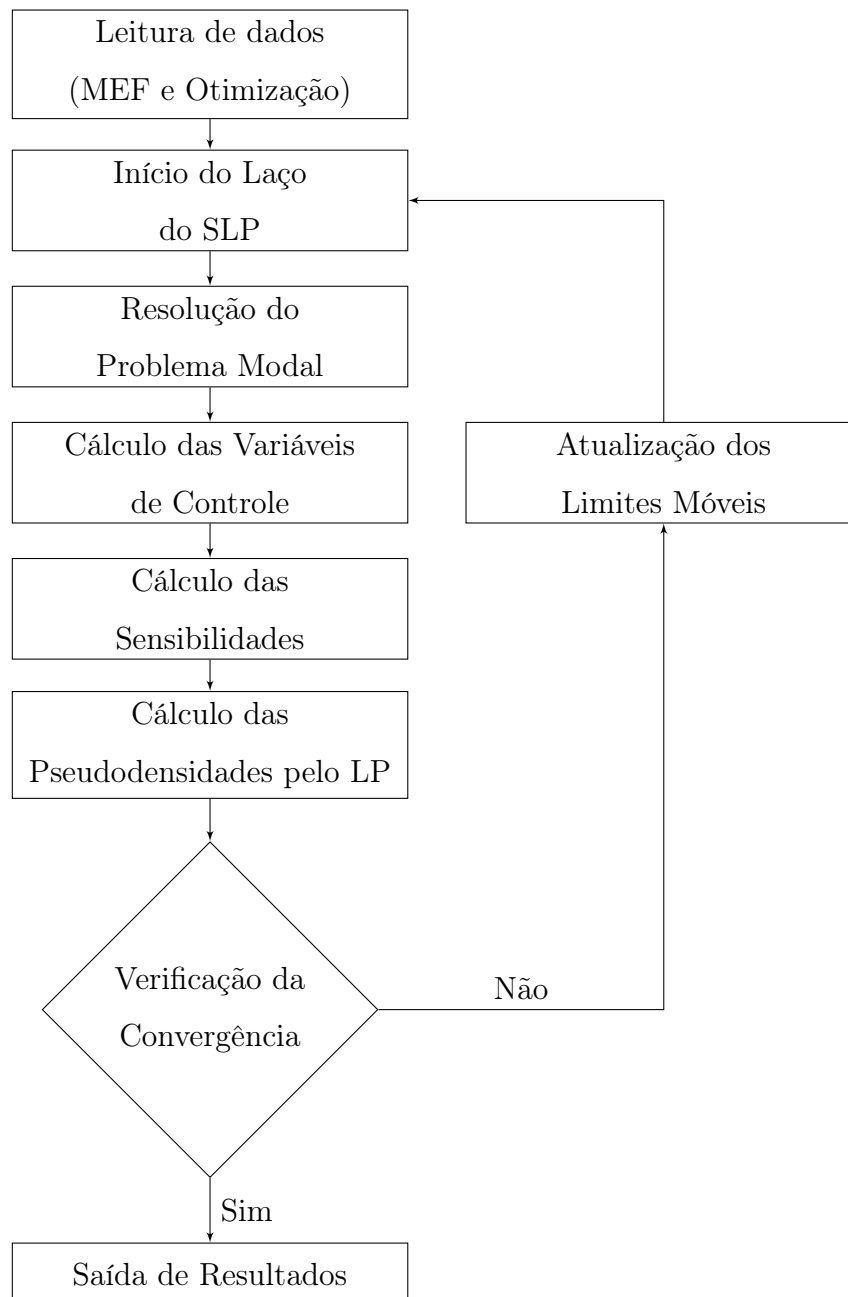 Leitura de dados
(MEF e Otimização)
Início do Laço
do SLP
Resolução do
Problema Modal
Cálculo das Variáveis
de Controle
Atualização dos
Limites Móveis
Cálculo das
Sensibilidades
Cálculo das
Pseudodensidades pelo LP
Verificação da
Convergência
Não
Sim
Saída de Resultados